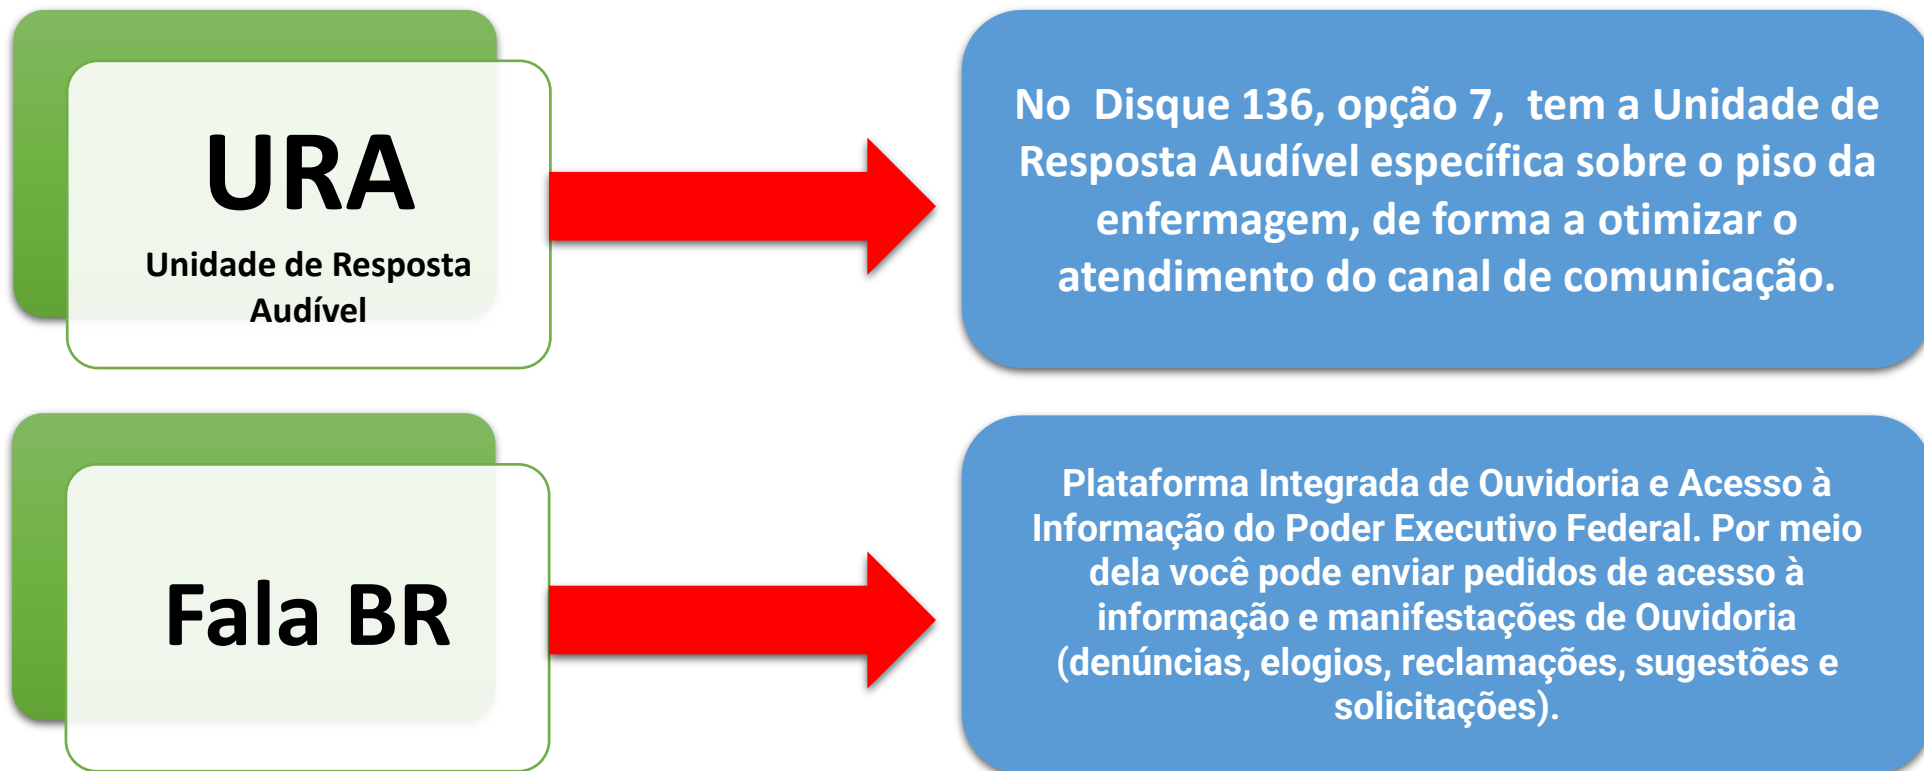 URA
Unidade de Resposta
Audível
No  Disque 136, opção 7,  tem a Unidade de
Resposta Audível específica sobre o piso da
enfermagem, de forma a otimizar o
atendimento do canal de comunicação.
Fala BR
Plataforma Integrada de Ouvidoria e Acesso à
Informação do Poder Executivo Federal. Por meio
dela você pode enviar pedidos de acesso à
informação e manifestações de Ouvidoria
(denúncias, elogios, reclamações, sugestões e
solicitações).